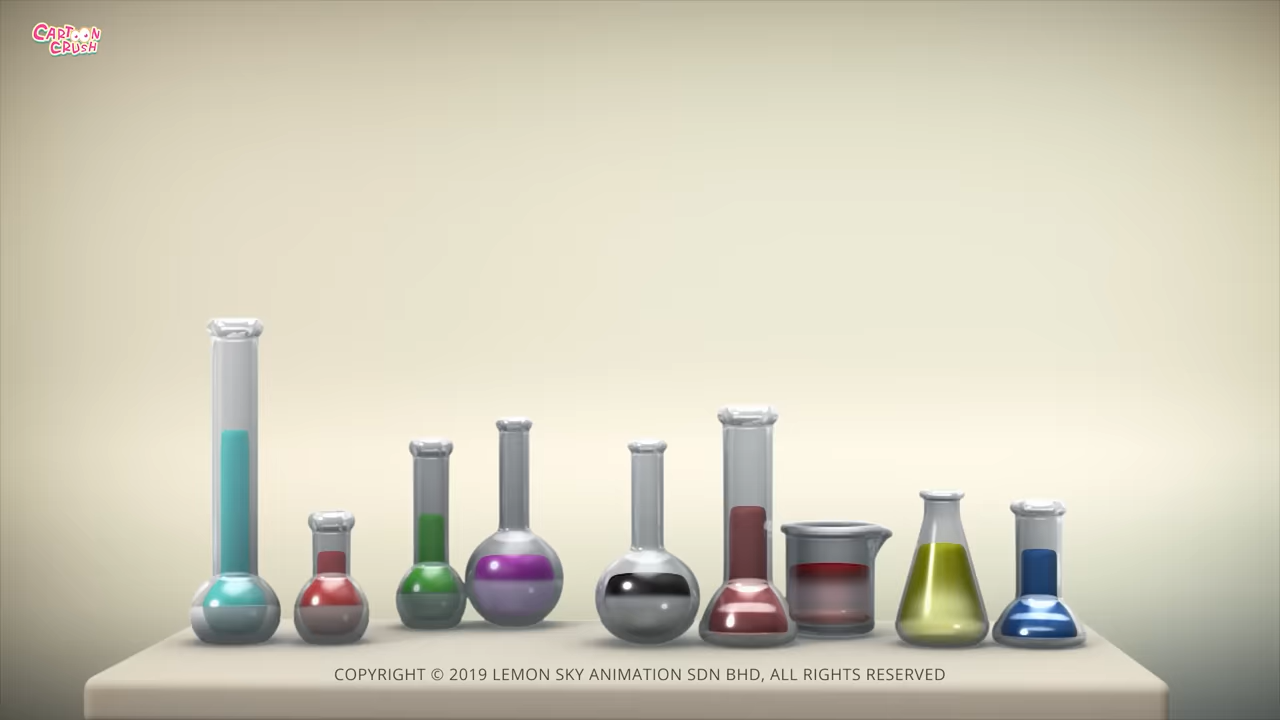 CARTOON
CRUSH
COPYRIGHT © 2019 LEMON SKY ANIMATION SDN BHD, ALL RIGHTS RESERVED